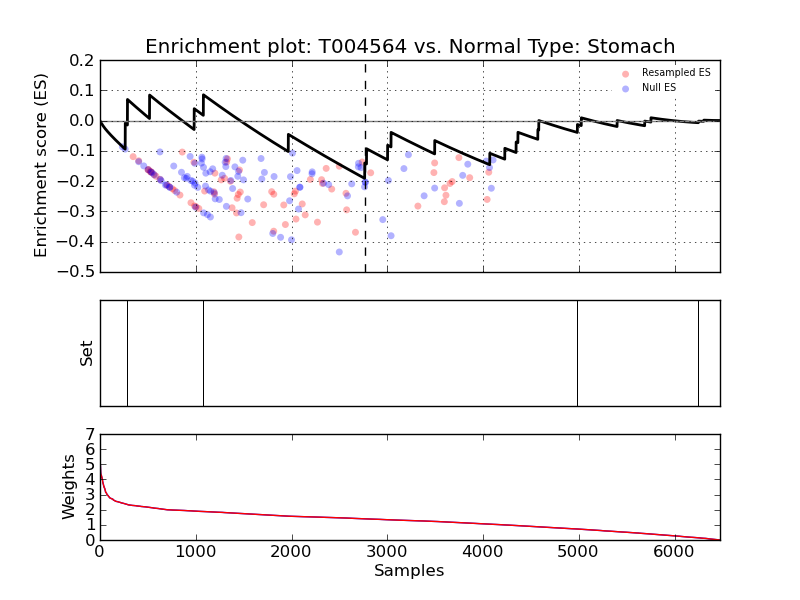 Enrichment plot: T004564 vs. Normal Type: Stomach
Enrichment score (ES)
0.2
0.1
0.0
−0.1
−0.2
−0.3
−0.4
−0.5
Resampled ES
Null ES
Set
Weights
7
6
5
4
3
2
1
0
0 1000 2000 3000 4000 5000 6000
Samples